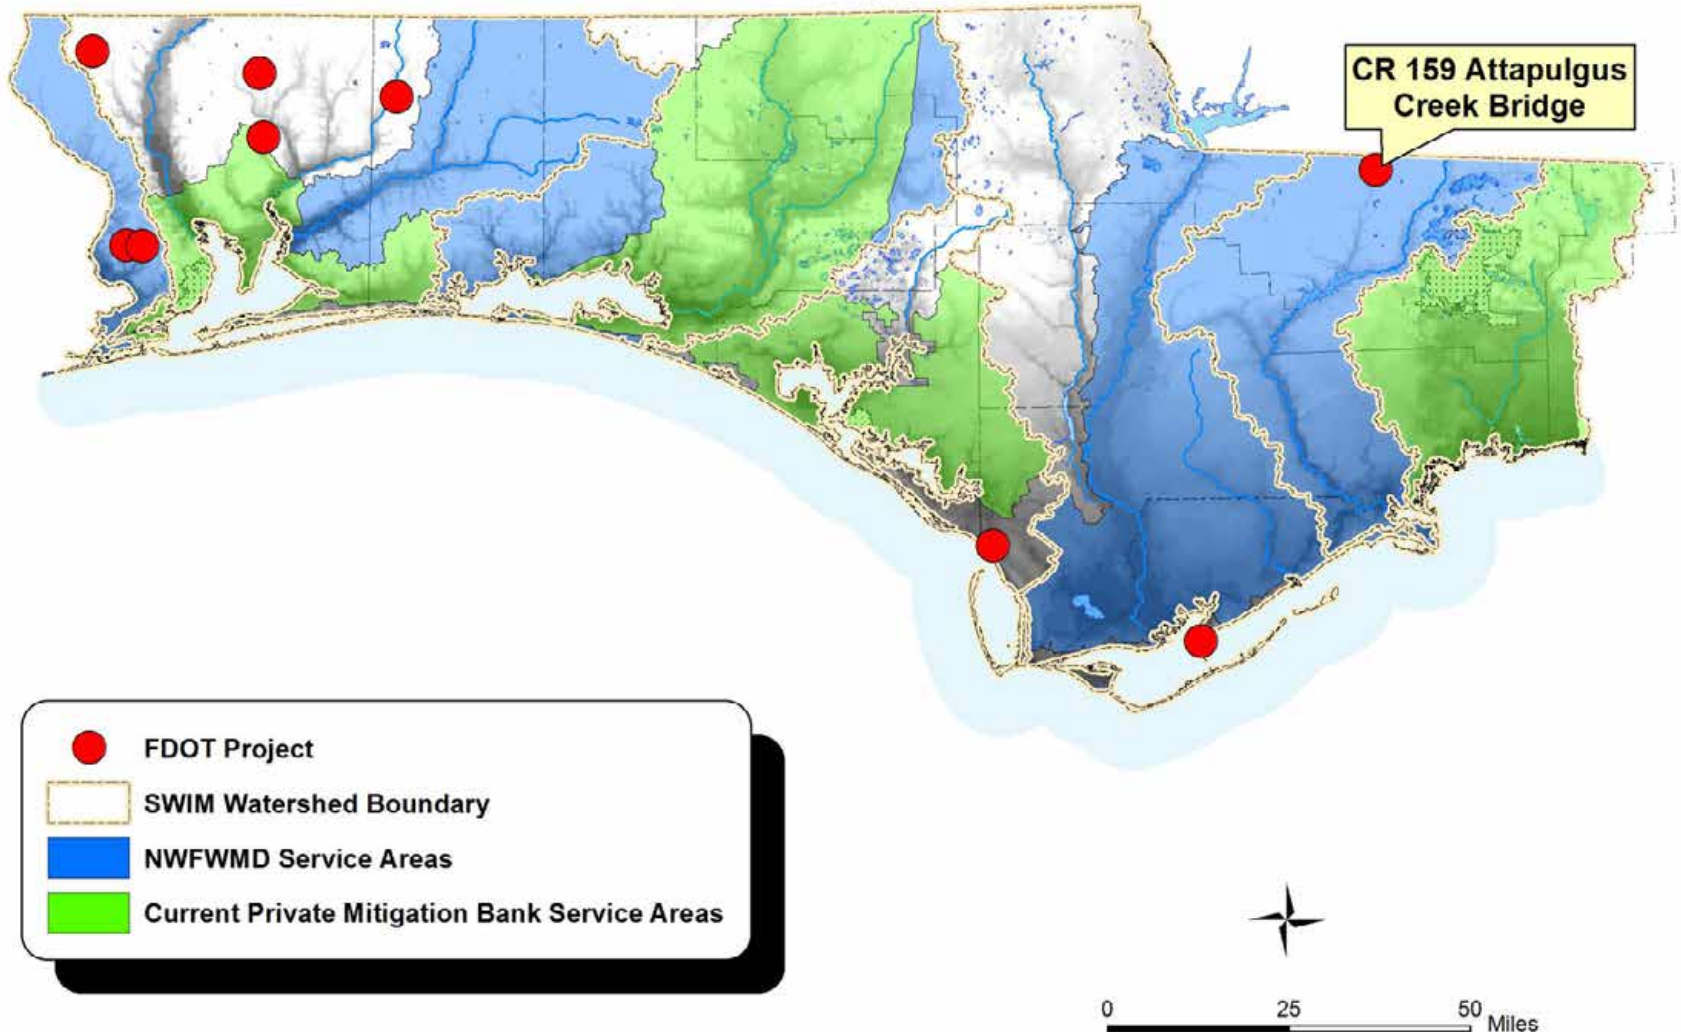 CR 159 Attapulgus
Creek Bridge
FDOT Project
SWIM Watershed Boundary
NWFWMD Service Areas
Current Private Mitigation Bank Service Areas
0 25 50 Miles